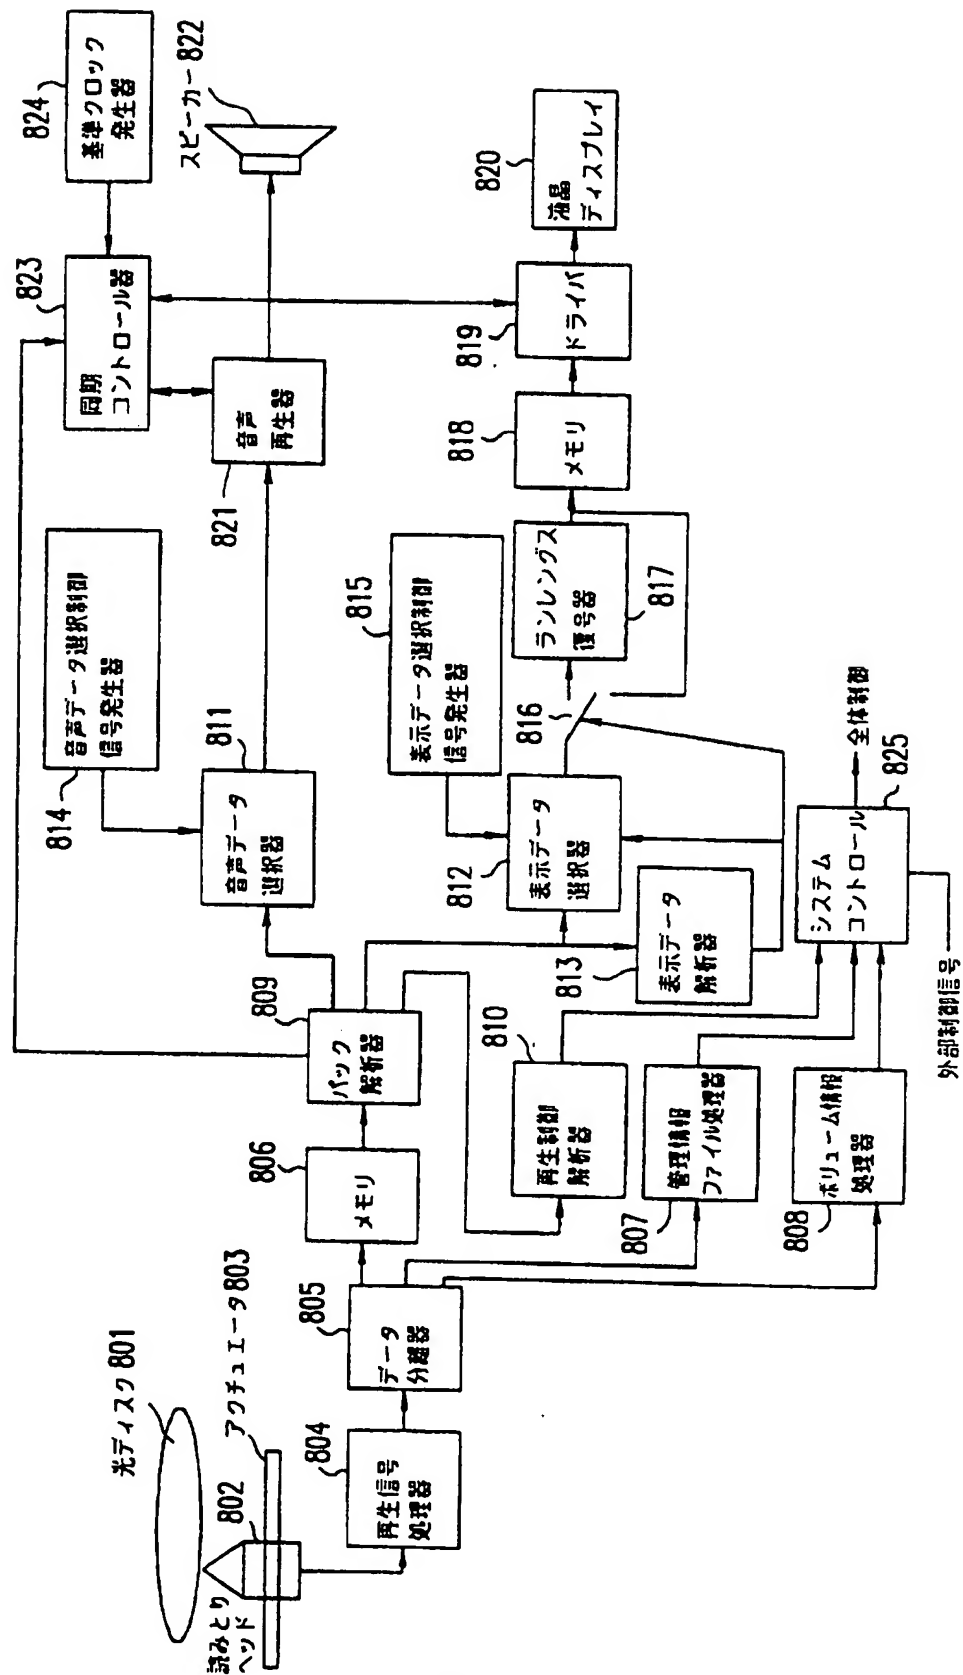 光ディスク 801
読みとり
ヘッド
802
アクチュエータ 803
804
再生信号
処理器
805
データ
分離器
806
メモリ
809
パック
解析器
810
再生制御
解析器
807
管理情報
ファイル処理器
808
ボリューム情報
処理器
814
音声データ選択制御
信号発生器
811
音声データ
選択器
812
表示データ
選択器
813
表示データ
解析器
815
表示データ選択制御
信号発生器
816
ランレングス
復号器
817
818
メモリ
819
ドライバ
820
液晶
ディスプレイ
821
音声
再生器
スピーカー 822
823
同期
コントロール器
824
基準クロック
発生器
システム
コントロール
825
全体制御
外部制御信号